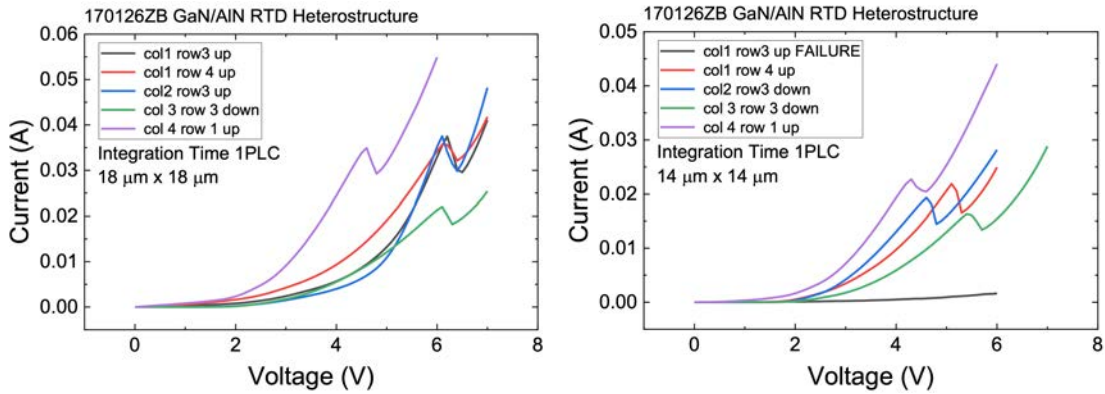 170126ZB GaN/AlN RTD Heterostructure
0.06
0.05
0.04
0.03
0.02
0.01
0.00
Current (A)
col1 row3 up
col1 row 4 up
col2 row3 up
col 3 row 3 down
col 4 row 1 up
Integration Time 1PLC
18 μm x 18 μm
0
2
4
6
8
Voltage (V)
170126ZB GaN/AlN RTD Heterostructure
0.05
0.04
0.03
0.02
0.01
0.00
Current (A)
col1 row3 up FAILURE
col1 row 4 up
col2 row3 down
col 3 row 3 down
col 4 row 1 up
Integration Time 1PLC
14 μm x 14 μm
0
2
4
6
8
Voltage (V)